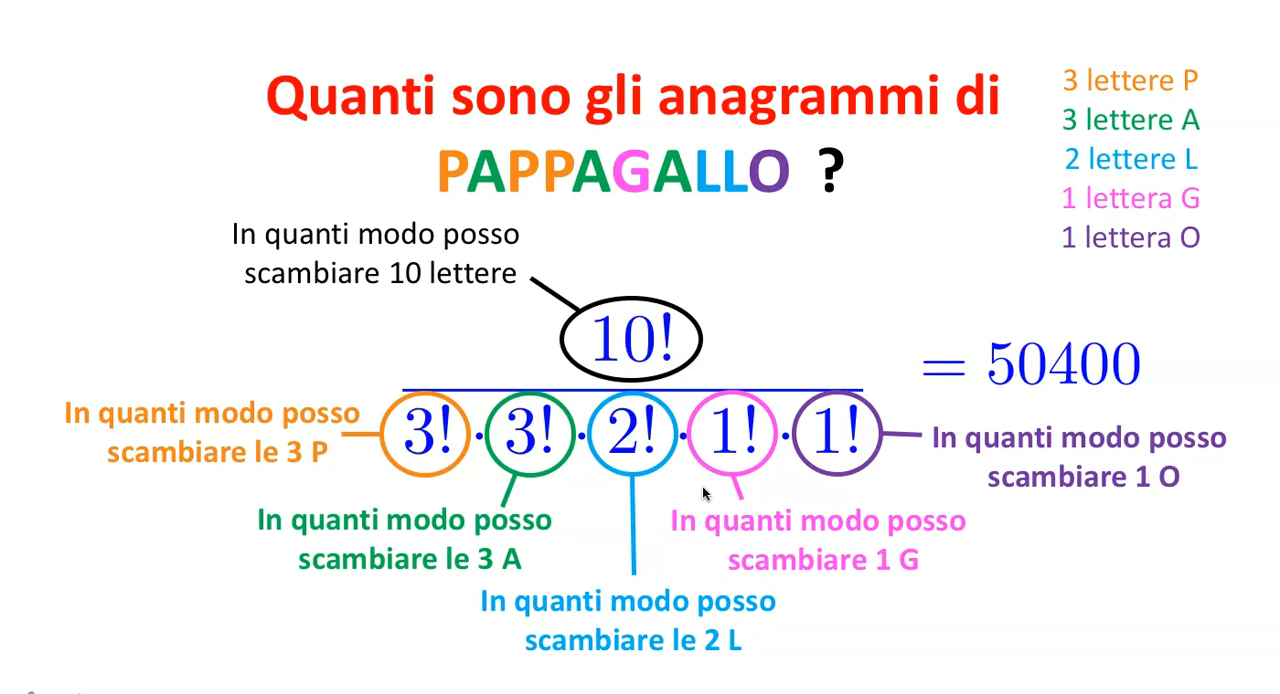 Quanti sono gli anagrammi di
PAPPAGALLO ?
3 lettere P
3 lettere A
2 lettere L
1 lettera G
1 lettera O
In quanti modo posso
scambiare 10 lettere
10!
3! · 3! · 2! · 1! · 1!
= 50400
In quanti modo posso
scambiare le 3 P
In quanti modo posso
scambiare le 3 A
In quanti modo posso
scambiare le 2 L
In quanti modo posso
scambiare 1 G
In quanti modo posso
scambiare 1 O